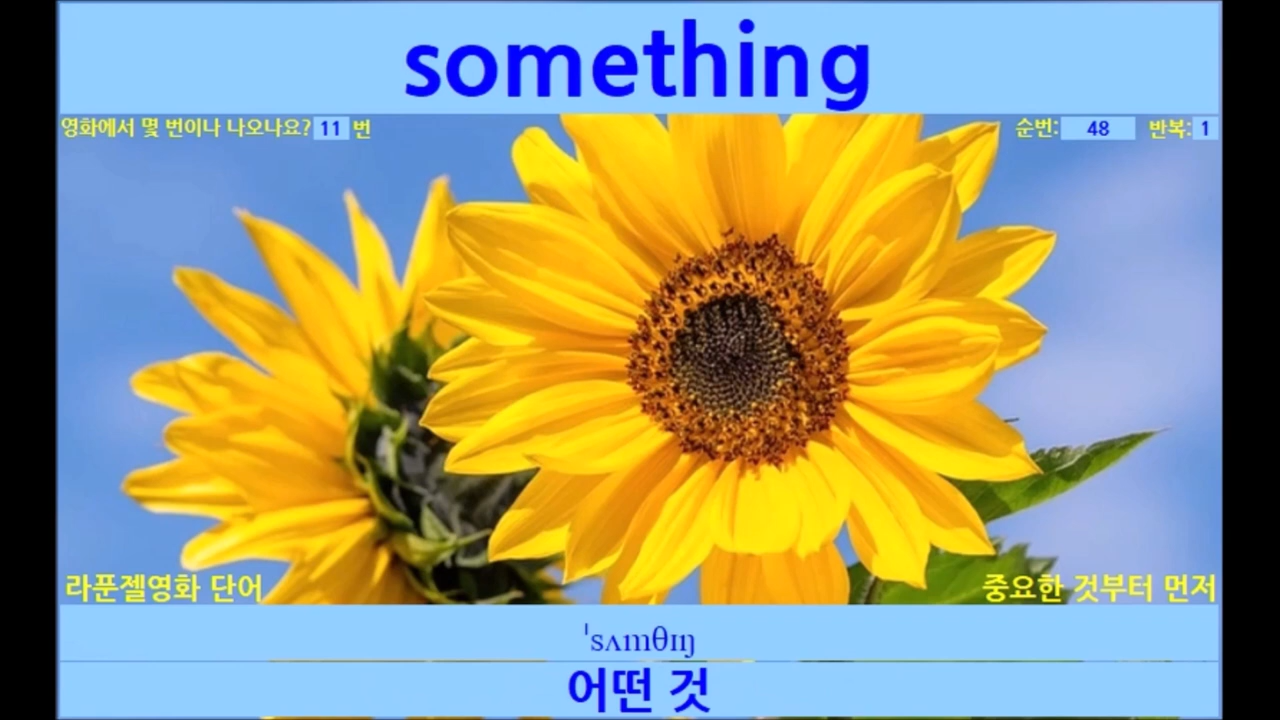 something
영화에서 몇 번이나 나오나요? 11 번
순번: 48 반복: 1
라푼젤영화 단어
중요한 것부터 먼저
ˈsʌmθɪŋ
어떤 것